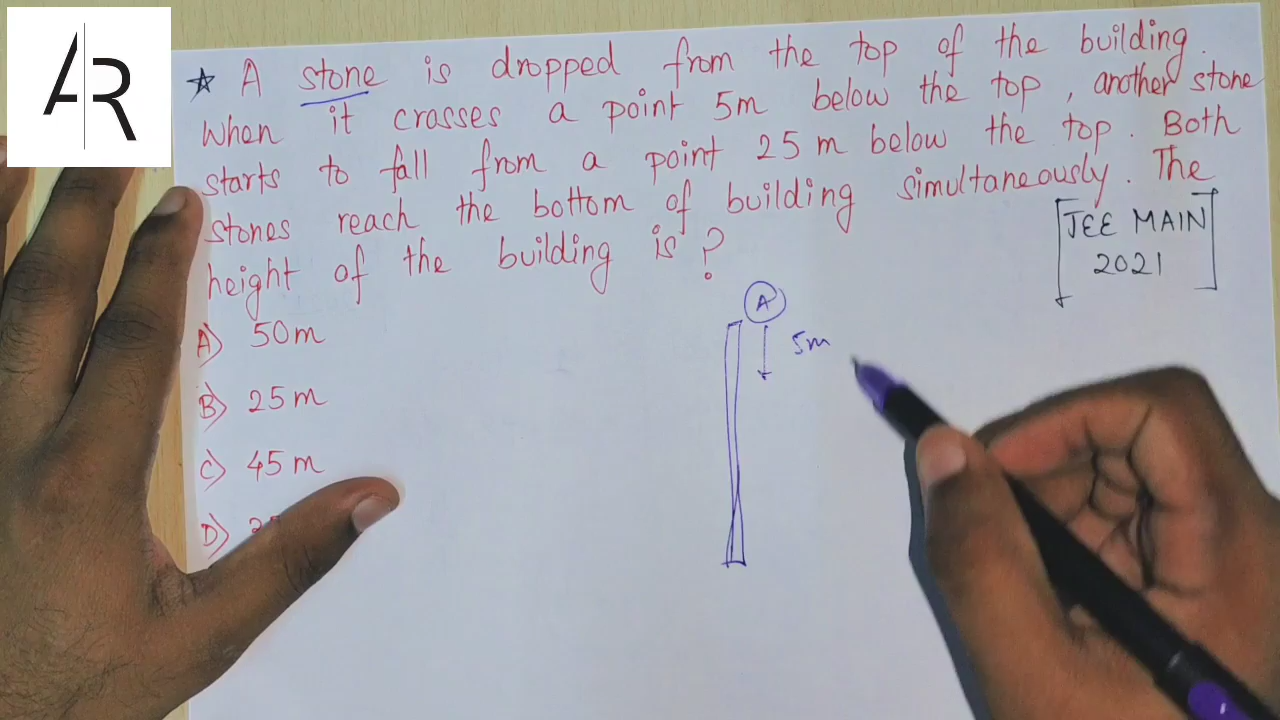 AR
☆ A stone is dropped from the top of the building.
When it crosses a point 5m below the top, another stone
starts to fall from a point 25 m below the top. Both
stones reach the bottom of building simultaneously. The
height of the building is?
[JEE MAIN
2021]
A) 50m
B) 25m
C) 45m
D)
A
5m